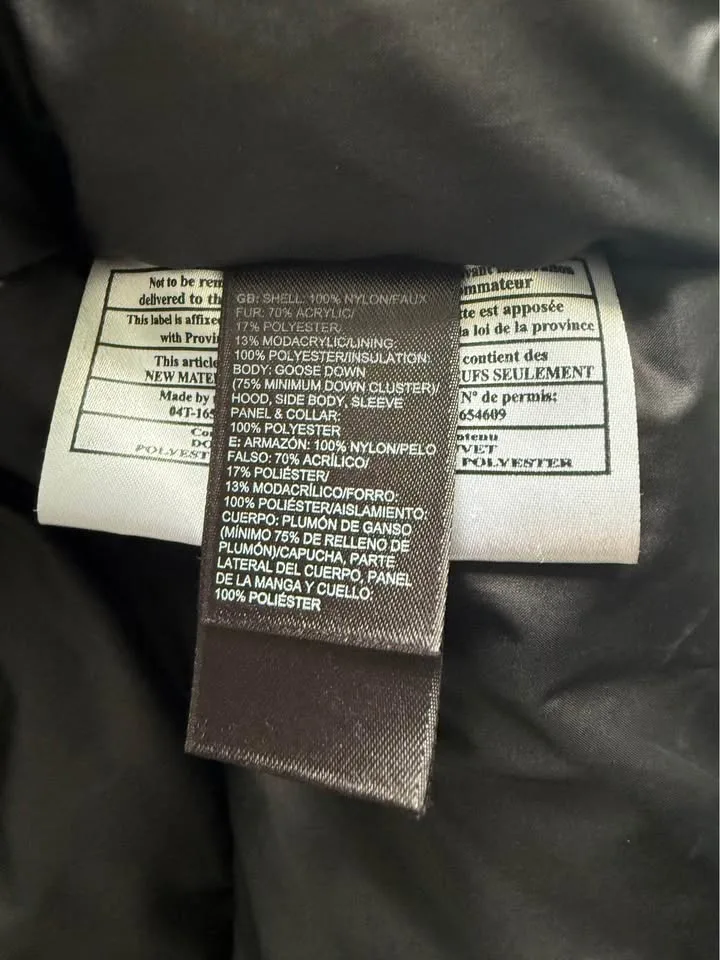 Not to be rem
delivered to th
This label is affixe
with Provi
This article
NEW MATE
Made by
04T-165
Co
DO
POLYEST
GB: SHELL: 100% NYLON/FAUX
FUR: 70% ACRYLIC/
17% POLYESTER/
13% MODACRYLIC/LINING:
100% POLYESTER/INSULATION:
BODY: GOOSE DOWN
(75% MINIMUM DOWN CLUSTER)/
HOOD, SIDE BODY, SLEEVE
PANEL & COLLAR:
100% POLYESTER
E: ARMAZÓN: 100% NYLON/PELO
FALSO: 70% ACRÍLICO/
17% POLIÉSTER/
13% MODACRÍLICO/FORRO:
100% POLIÉSTER/AISLAMIENTO:
CUERPO: PLUMÓN DE GANSO
(MÍNIMO 75% DE RELLENO DE
PLUMÓN)/CAPUCHA, PARTE
LATERAL DEL CUERPO, PANEL
DE LA MANGA Y CUELLO:
100% POLIÉSTER
ommateur
te est apposée
la loi de la province
contient des
UFS SEULEMENT
N° de permis:
654609
ntenu
VET
POLYESTER